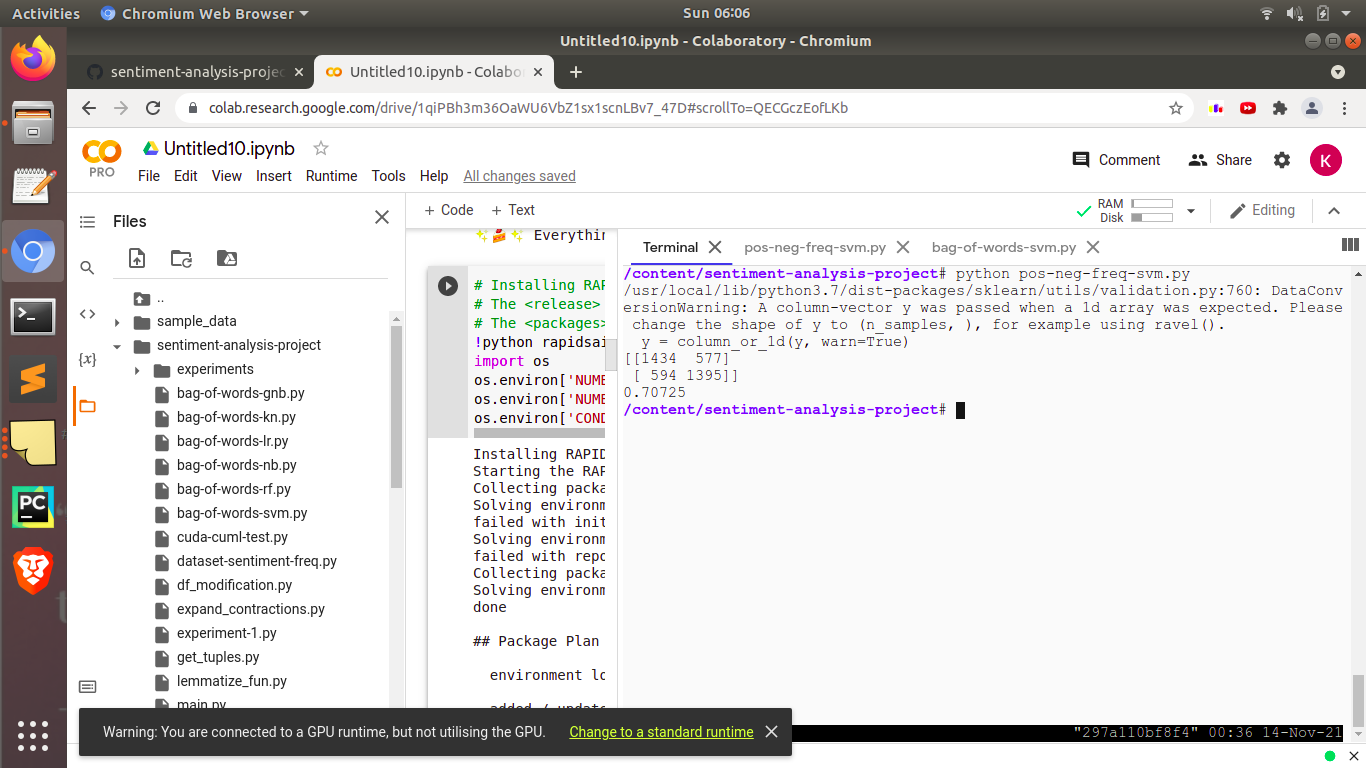 Activities
Chromium Web Browser
Sun 06:06
Untitled10.ipynb - Colaboratory - Chromium
sentiment-analysis-projec
Untitled10.ipynb - Colabor
colab.research.google.com/drive/1qiPBh3m36OaWU6VbZ1sx1scnLBv7_47D#scrollTo=QECGczEofLKb
CO
PRO
Untitled10.ipynb
File Edit View Insert Runtime Tools Help All changes saved
Comment
Share
K
Files
+ Code + Text
RAM
Disk
Editing
..
sample_data
sentiment-analysis-project
experiments
bag-of-words-gnb.py
bag-of-words-kn.py
bag-of-words-lr.py
bag-of-words-nb.py
bag-of-words-rf.py
bag-of-words-svm.py
cuda-cuml-test.py
dataset-sentiment-freq.py
df_modification.py
expand_contractions.py
experiment-1.py
get_tuples.py
lemmatize_fun.py
main.py
{x}
PC
✨🍰✨ Everythin
# Installing RAP
# The <release>
# The <packages>
!python rapidsai
import os
os.environ['NUMB
os.environ['NUMB
os.environ['COND
Installing RAPID
Starting the RAP
Collecting packa
Solving environm
failed with init
Solving environm
failed with repo
Collecting packa
Solving environm
done
## Package Plan
environment lo
added / update
Terminal
pos-neg-freq-svm.py
bag-of-words-svm.py
/content/sentiment-analysis-project# python pos-neg-freq-svm.py
/usr/local/lib/python3.7/dist-packages/sklearn/utils/validation.py:760: DataConv
ersionWarning: A column-vector y was passed when a 1d array was expected. Please
change the shape of y to (n_samples, ), for example using ravel().
y = column_or_1d(y, warn=True)
[[1434  577]
[ 594 1395]]
0.70725
/content/sentiment-analysis-project#
Warning: You are connected to a GPU runtime, but not utilising the GPU.
Change to a standard runtime
"297a110bf8f4" 00:36 14-Nov-21